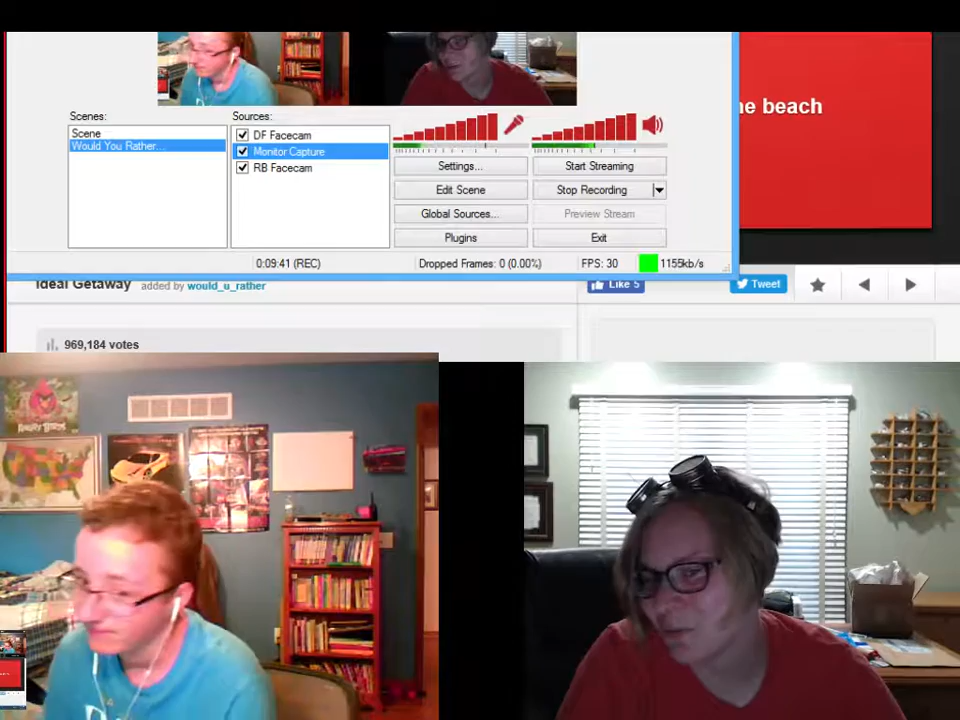 Scenes:
Sources:
Scene
Would You Rather...
DF Facecam
Monitor Capture
RB Facecam
Settings...
Start Streaming
Edit Scene
Stop Recording
Global Sources...
Preview Stream
Plugins
Exit
0:09:41 (REC)
Dropped Frames: 0 (0.00%)
FPS: 30
1155kb/s
he beach
Ideal Getaway added by would_u_rather
Like 5
Tweet
969,184 votes
ANGRY BIRDS